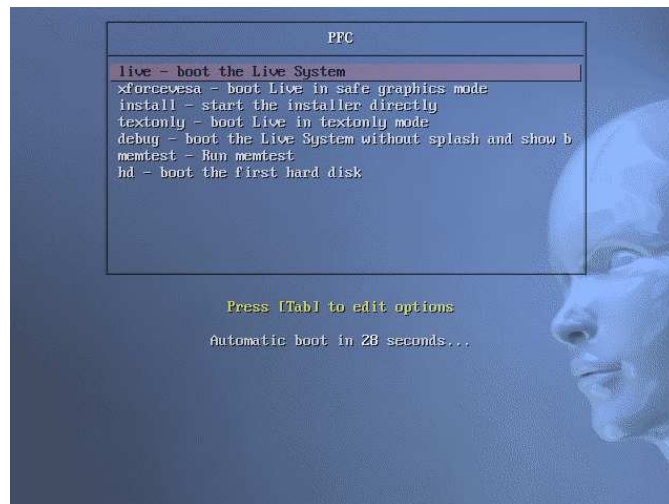 PFC
live - boot the Live System
xforcevesa - boot Live in safe graphics mode
install - start the installer directly
textonly - boot Live in textonly mode
debug - boot the Live System without splash and show b
memtest - Run memtest
hd - boot the first hard disk
Press [Tab] to edit options
Automatic boot in 28 seconds...